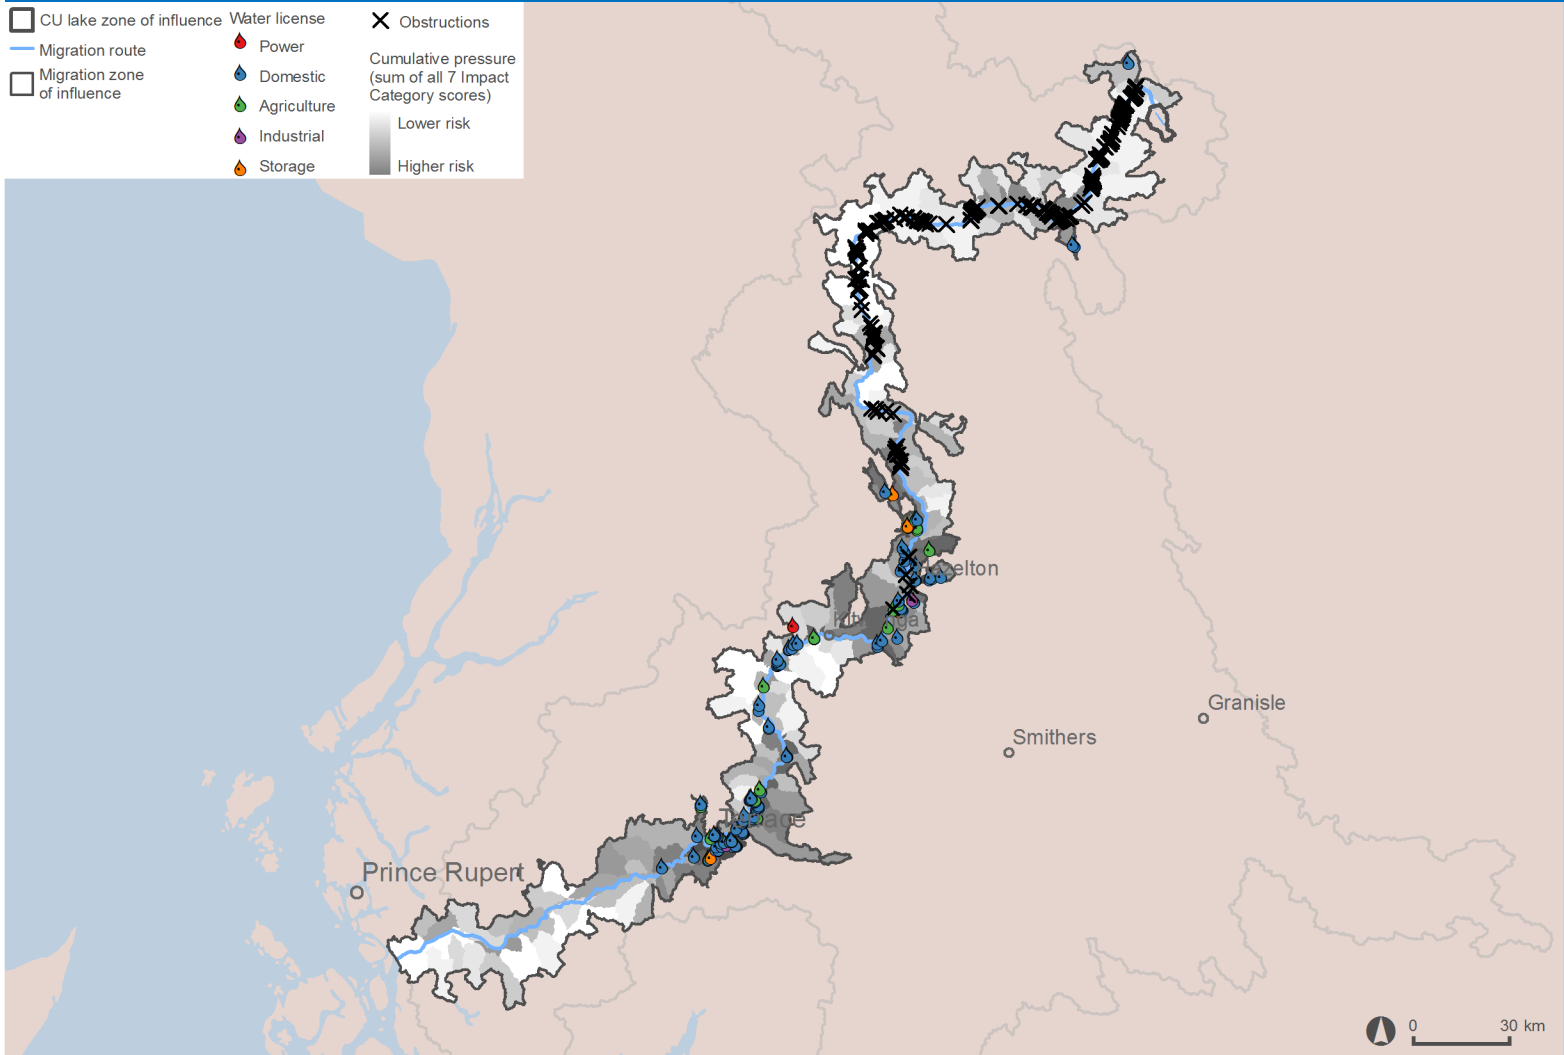 CU lake zone of influence
Migration route
Migration zone
of influence
Water license
Power
Domestic
Agriculture
Industrial
Storage
Obstructions
Cumulative pressure
(sum of all 7 Impact
Category scores)
Lower risk
Higher risk
Granisle
Smithers
Terrace
Prince Rupert
0 30 km